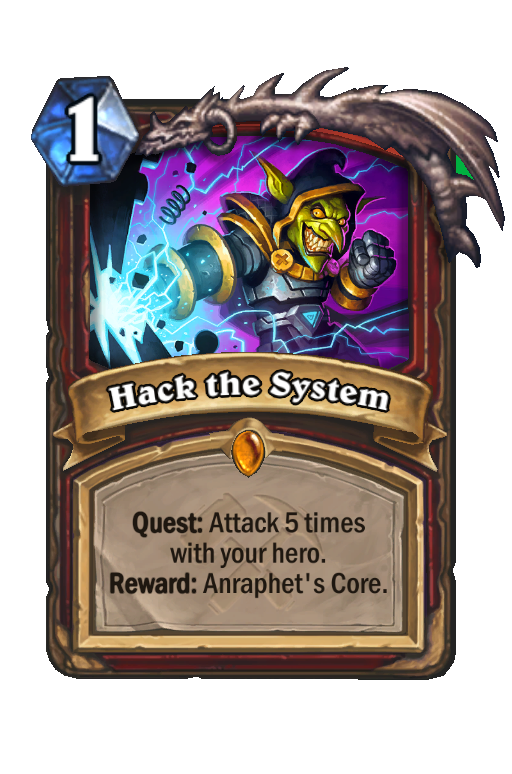 1
Hack the System
Quest: Attack 5 times
with your hero.
Reward: Anraphet's Core.